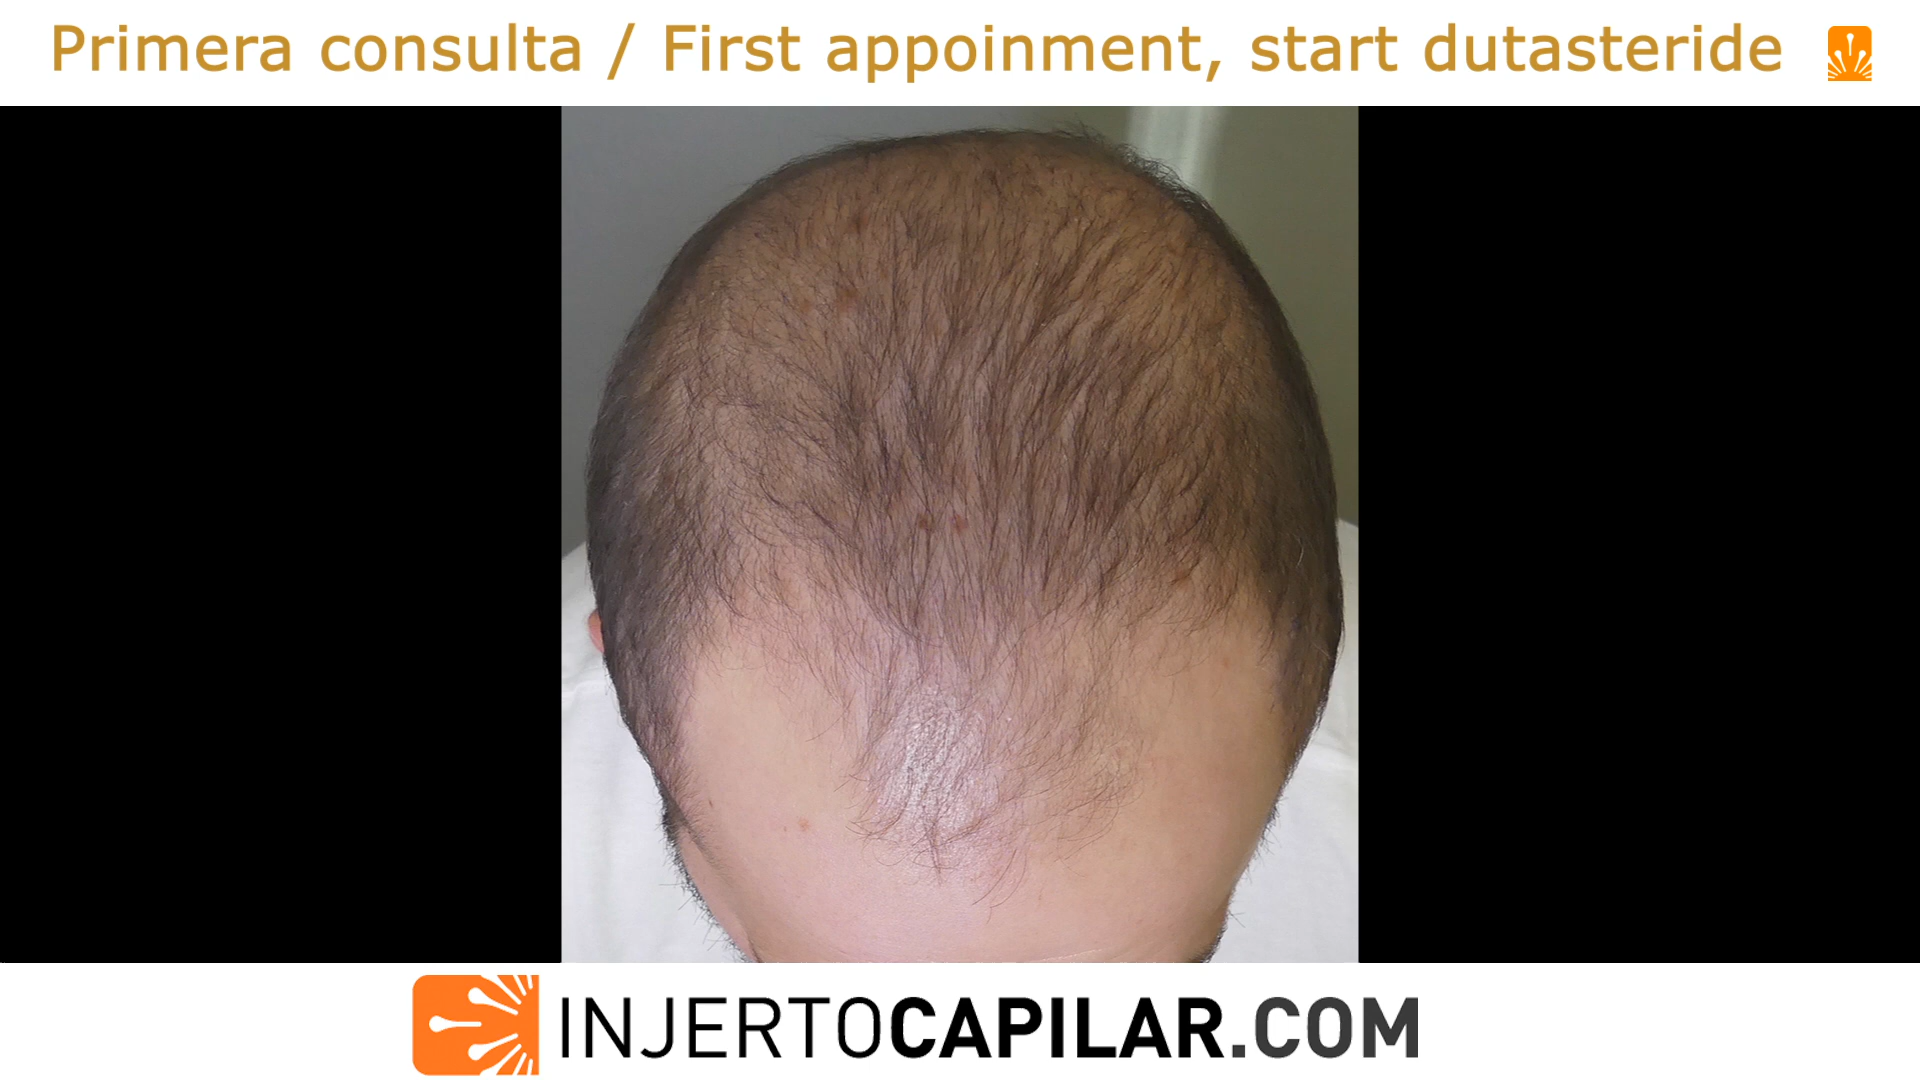 Primera consulta / First appoinment, start dutasteride
INJERTOCAPILAR.COM